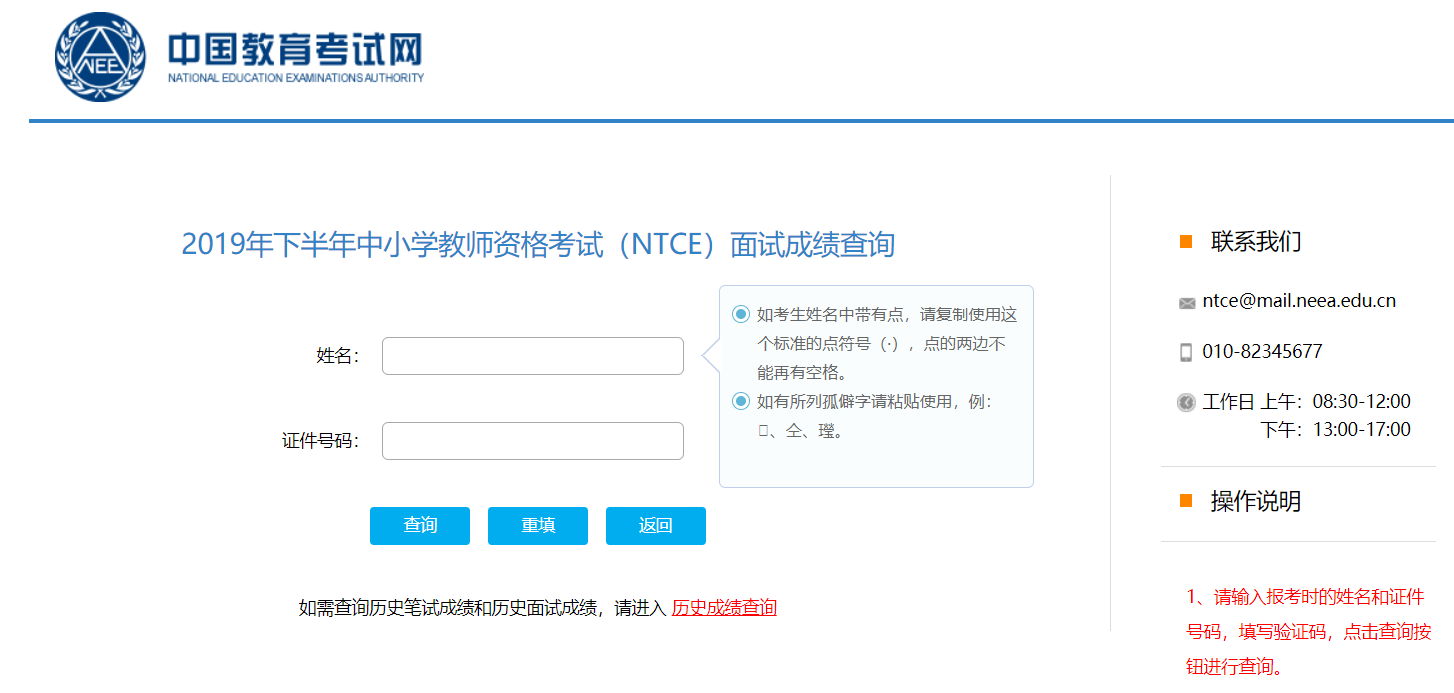 NEE
中国教育考试网
NATIONAL EDUCATION EXAMINATIONS AUTHORITY
2019年下半年中小学教师资格考试（NTCE）面试成绩查询
姓名：
证件号码：
如考生姓名中带有点，请复制使用这
个标准的点符号（·），点的两边不
能再有空格。
如有所列孤僻字请粘贴使用，例：
、仝、瑆。
查询 重填 返回
如需查询历史笔试成绩和历史面试成绩，请进入 历史成绩查询
联系我们
ntce@mail.neea.edu.cn
010-82345677
工作日 上午：08:30-12:00
下午：13:00-17:00
操作说明
1、请输入报考时的姓名和证件
号码，填写验证码，点击查询按
钮进行查询。